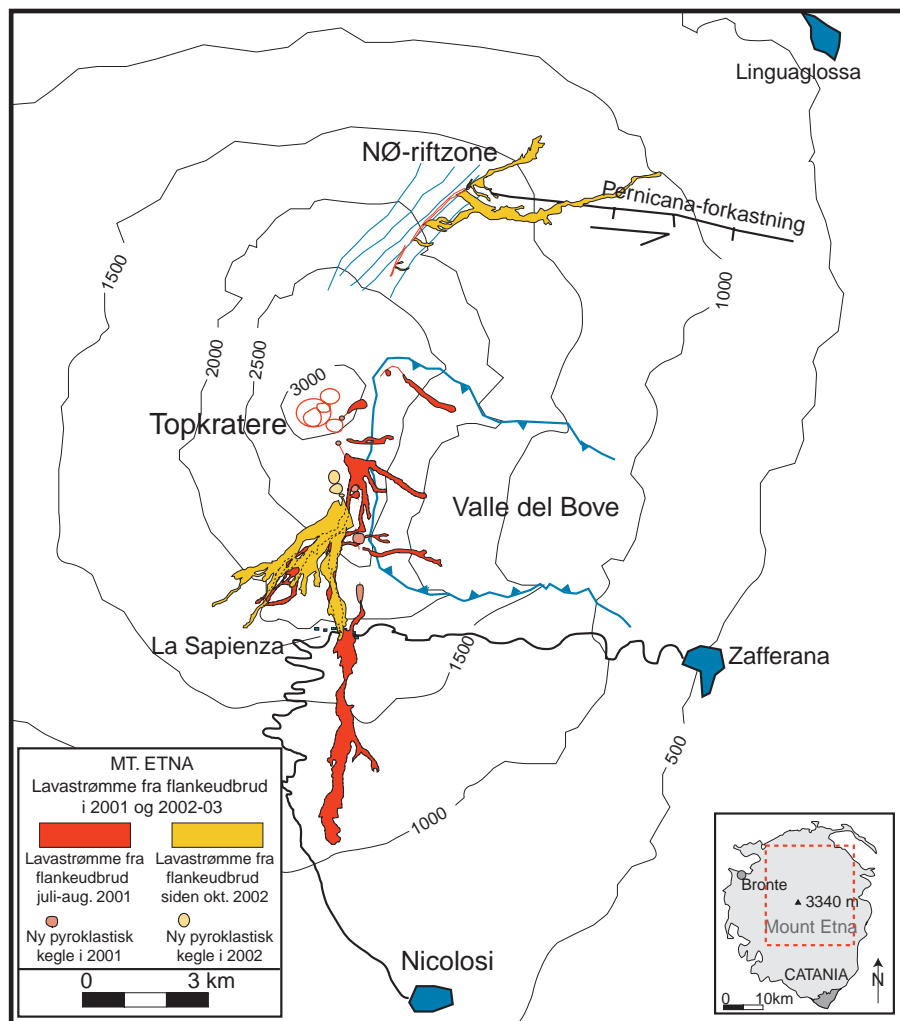 Linguaglossa
NØ-riftzone
Pernicana-forkastning
1500
1000
2000
2500
3000
Topkratere
Valle del Bove
La Sapienza
1500
Zafferana
500
1000
MT. ETNA
Lavastrømme fra flankeudbrud
i 2001 og 2002-03
Lavastrømme fra
flankeudbrud
juli-aug. 2001
Lavastrømme fra
flankeudbrud
siden okt. 2002
Ny pyroklastisk
kegle i 2001
Ny pyroklastisk
kegle i 2002
0 3 km
Nicolosi
Bronte
3340 m
Mount Etna
CATANIA
N
0 10km